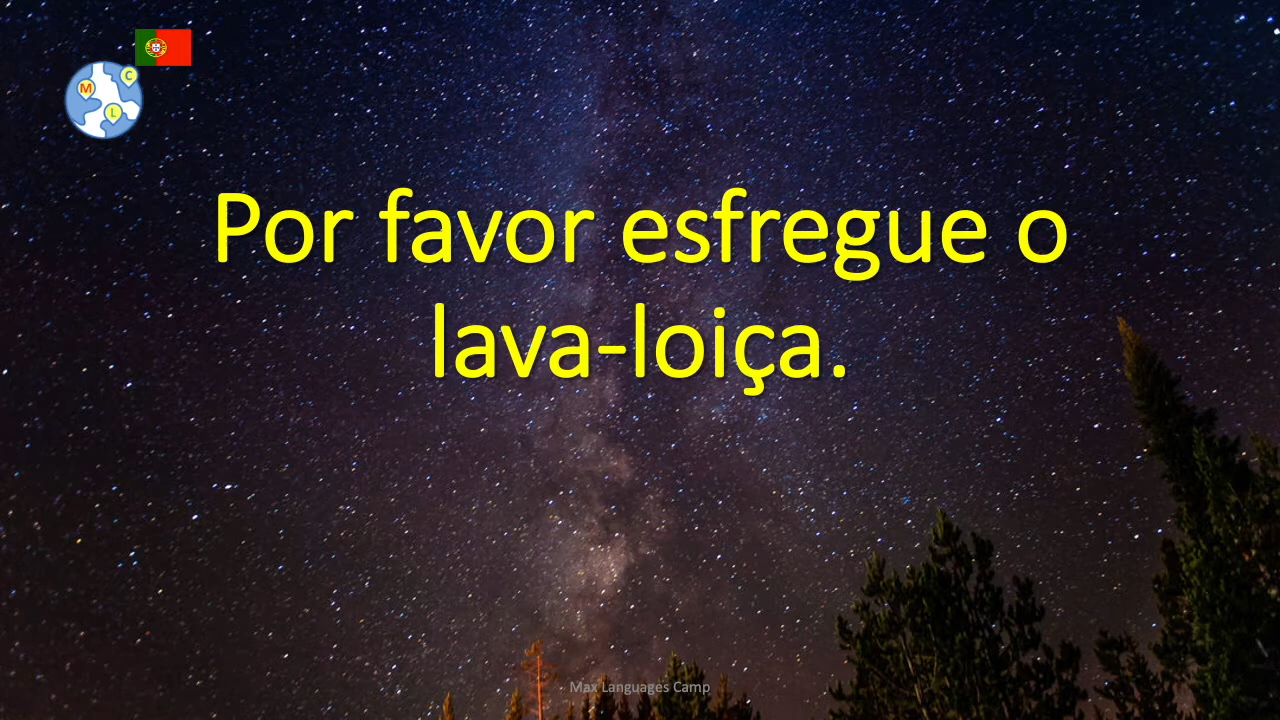 M
C
L
Por favor esfregue o
lava-loiça.
Max Languages Camp